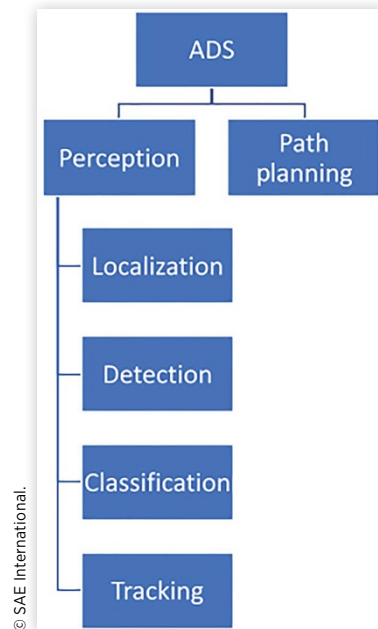 ADS
Perception
Path
planning
Localization
Detection
Classification
Tracking
© SAE International.